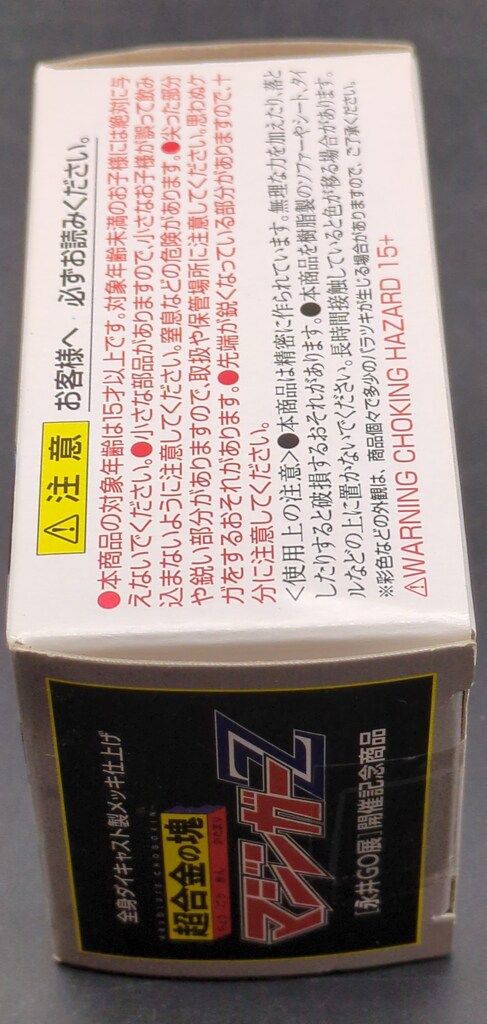 ⚠注意 お客様へ 必ずお読みください。
●本商品の対象年齢は15才以上です。対象年齢未満のお子様には絶対に与
えないでください。●小さな部品がありますので、小さなお子様が誤って飲み
込まないように注意してください。窒息などの危険があります。●尖った部分
や鋭い部分がありますので、取扱や保管場所に注意してください。思わぬケ
ガをするおそれがあります。●先端が鋭くなっている部分がありますので、十
分に注意してください。
<使用上の注意>●本商品は精密に作られています。無理な力を加えたり、落と
したりすると破損するおそれがあります。●本商品を樹脂製のソファーやシート、タイ
ルなどの上に置かないでください。長時間接触していると色が移る場合があります。
※彩色などの外観は、商品個々で多少のバラツキが生じる場合がありますので、ご了承ください。
⚠WARNING CHOKING HAZARD 15+
全身ダイキャスト製 メッキ仕上げ
ABSOLUTE CHOGOKIN
超合金の塊
ちょう ごう きん かたまり
マジンガーZ
「永井GO展」開催記念商品